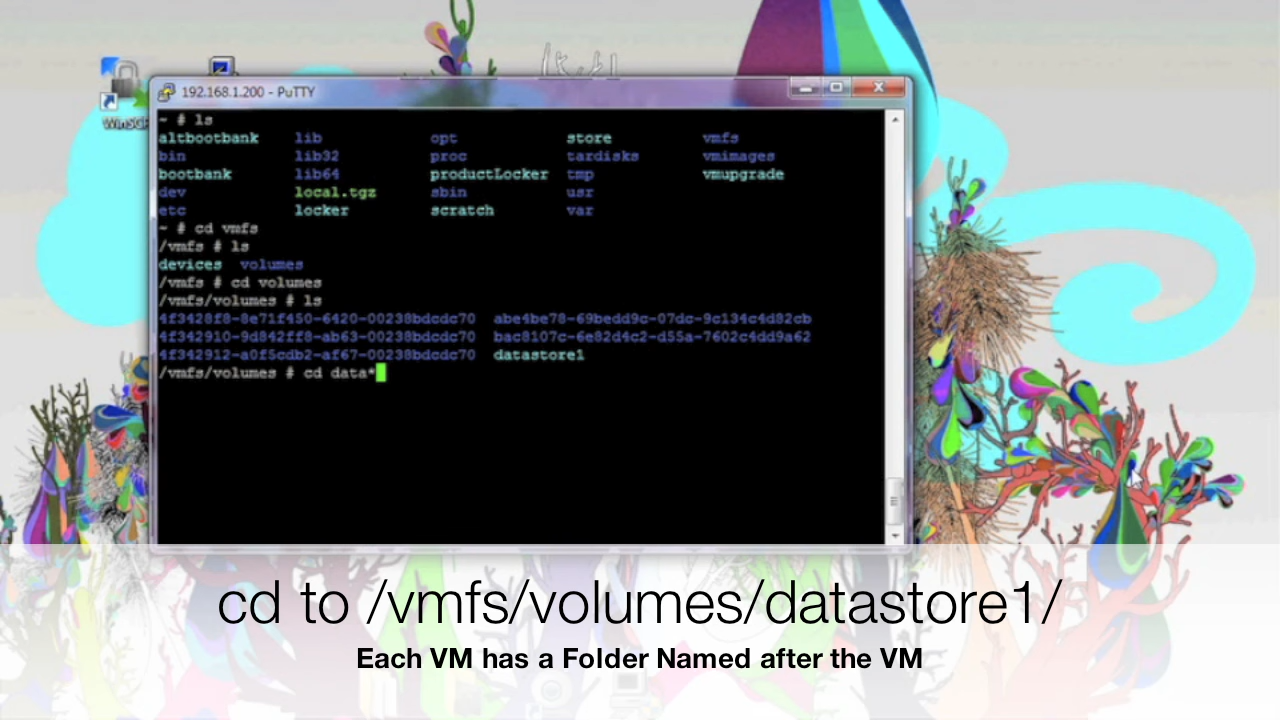 WinSCP
192.168.1.200 - PuTTY
~ # ls
altbootbank lib opt store vmfs
bin lib32 proc tardisks vmimages
bootbank lib64 productLocker tmp vmupgrade
dev local.tgz sbin usr
etc locker scratch var
~ # cd vmfs
/vmfs # ls
devices volumes
/vmfs # cd volumes
/vmfs/volumes # ls
4f3428f8-8e71f450-6420-00238bdcdc70 abe4be78-69bedd9c-07dc-9c134c4d82cb
4f342910-9d842ff8-ab63-00238bdcdc70 bac8107c-6e82d4c2-d55a-7602c4dd9a62
4f342912-a0f5cdb2-af67-00238bdcdc70 datastore1
/vmfs/volumes # cd data*
cd to /vmfs/volumes/datastore1/
Each VM has a Folder Named after the VM